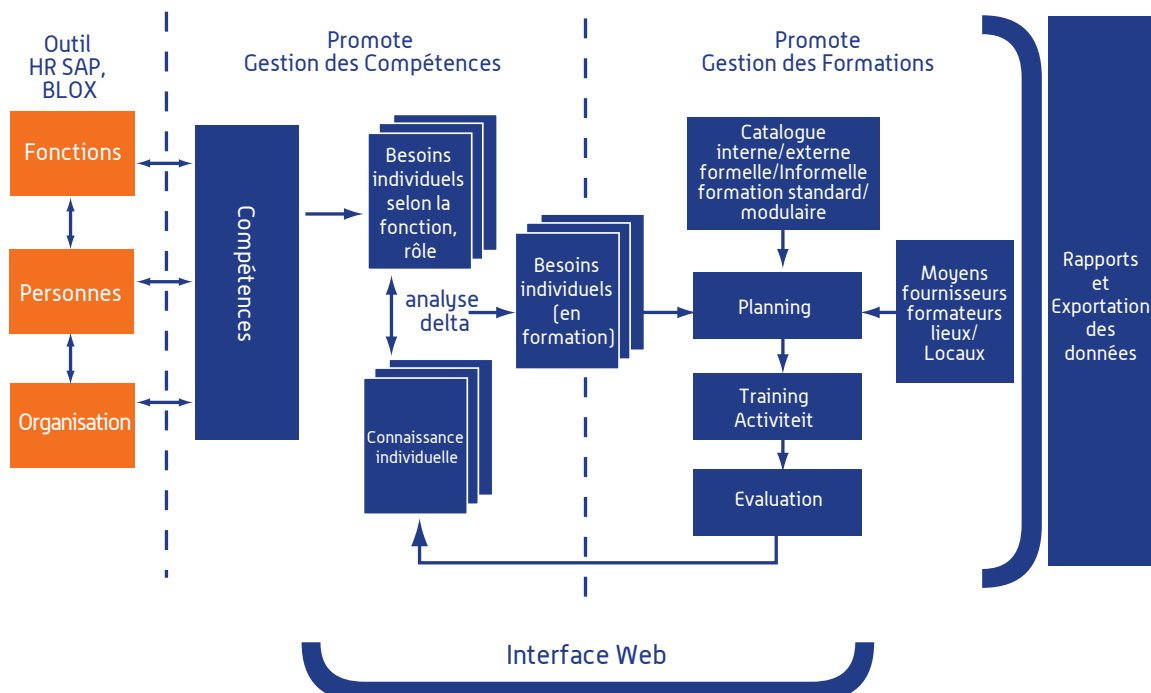 Outil
HR SAP,
BLOX
Fonctions
Personnes
Organisation
Promote
Gestion des Compétences
Compétences
Besoins
individuels
selon la
fonction,
rôle
analyse
delta
Connaissance
individuelle
Besoins
individuels
(en
formation)
Promote
Gestion des Formations
Catalogue
interne/externe
formelle/Informelle
formation standard/
modulaire
Planning
Moyens
fournisseurs
formateurs
lieux/
Locaux
Training
Activiteit
Evaluation
Rapports
et
Exportation
des
données
Interface Web